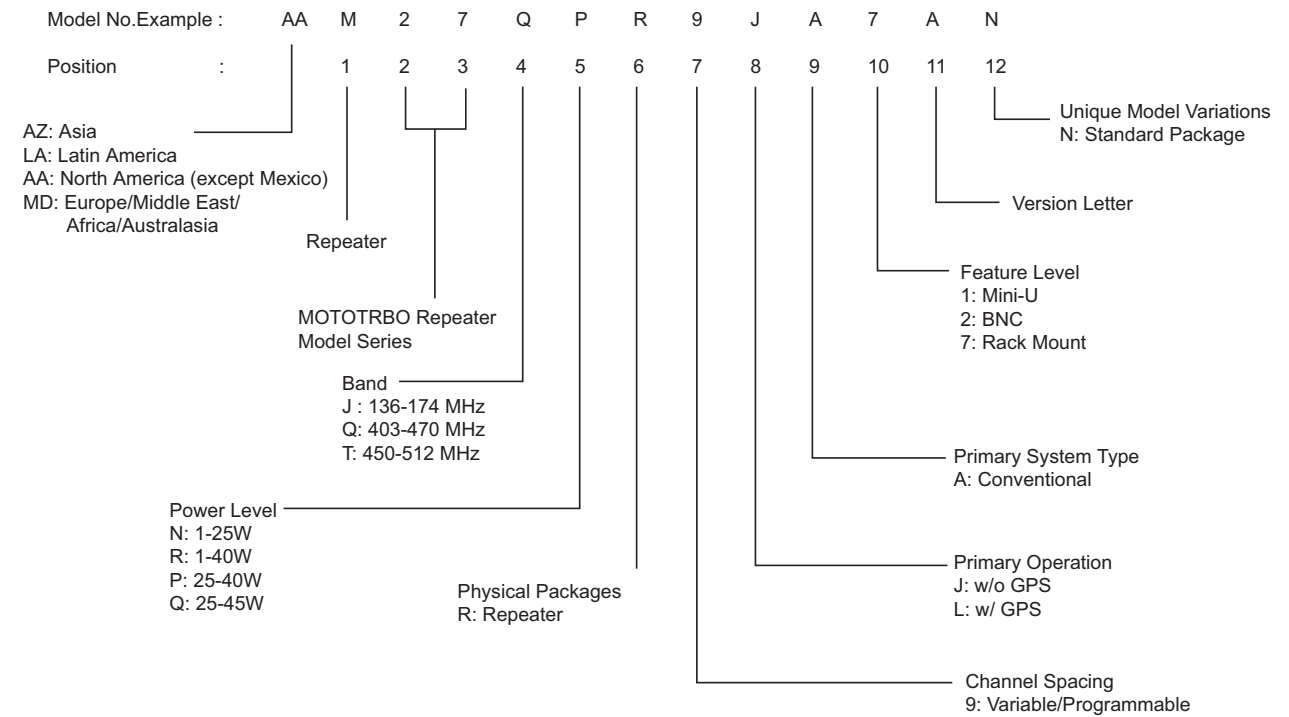 Model No.Example : AA M 2 7 Q P R 9 J A 7 A N
Position : 1 2 3 4 5 6 7 8 9 10 11 12
AZ: Asia
LA: Latin America
AA: North America (except Mexico)
MD: Europe/Middle East/
Africa/Australasia
Repeater
MOTOTRBO Repeater
Model Series
Band
J : 136-174 MHz
Q: 403-470 MHz
T: 450-512 MHz
Power Level
N: 1-25W
R: 1-40W
P: 25-40W
Q: 25-45W
Physical Packages
R: Repeater
Unique Model Variations
N: Standard Package
Version Letter
Feature Level
1: Mini-U
2: BNC
7: Rack Mount
Primary System Type
A: Conventional
Primary Operation
J: w/o GPS
L: w/ GPS
Channel Spacing
9: Variable/Programmable